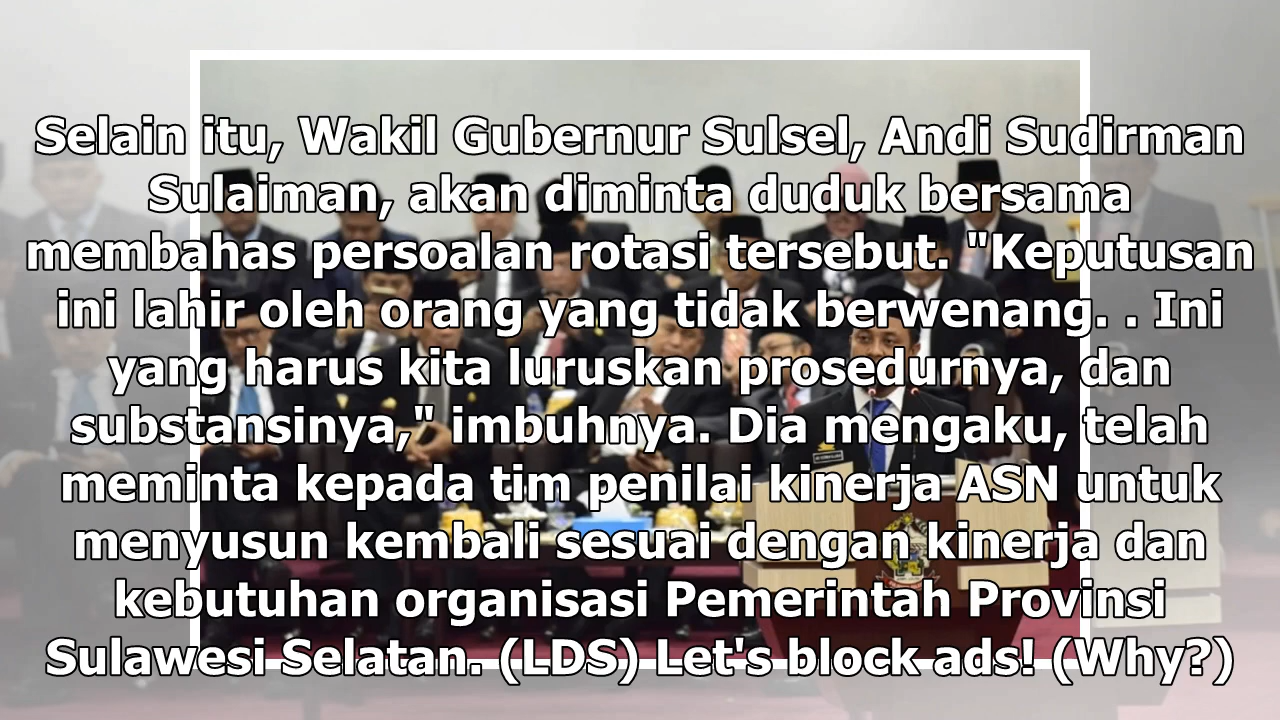 Selain itu, Wakil Gubernur Sulsel, Andi Sudirman
Sulaiman, akan diminta duduk bersama
membahas persoalan rotasi tersebut. "Keputusan
ini lahir oleh orang yang tidak berwenang. . Ini
yang harus kita luruskan prosedurnya, dan
substansinya," imbuhnya. Dia mengaku, telah
meminta kepada tim penilai kinerja ASN untuk
menyusun kembali sesuai dengan kinerja dan
kebutuhan organisasi Pemerintah Provinsi
Sulawesi Selatan. (LDS) Let's block ads! (Why?)